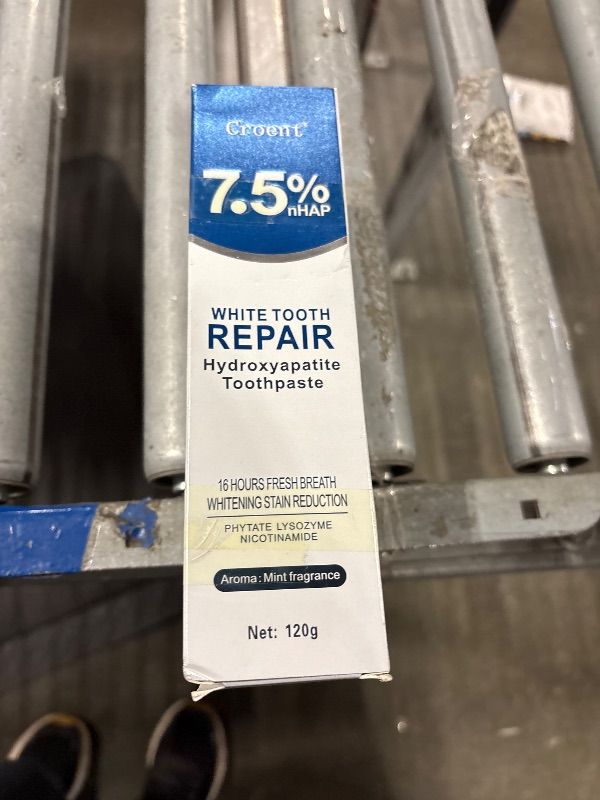 Croent®
7.5%
nHAP
WHITE TOOTH
REPAIR
Hydroxyapatite
Toothpaste
16 HOURS FRESH BREATH
WHITENING STAIN REDUCTION
PHYTATE LYSOZYME
NICOTINAMIDE
Aroma: Mint fragrance
Net: 120g